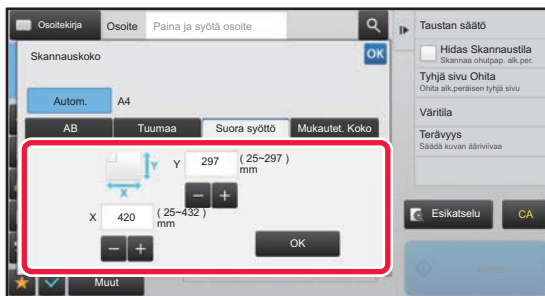 Osoitekirja
Osoite
Paina ja syötä osoite
Skannauskoko
OK
Autom.
A4
AB
Tuumaa
Suora syöttö
Mukautet. Koko
Y
Y 297 ( 25~297 )
mm
X
X 420 ( 25~432 )
mm
OK
Muut
Taustan säätö
Hidas Skannaustila
Skannaa ohutpap. alk.per.
Tyhjä sivu Ohita
Ohita alk.peräisen tyhjä sivu
Väritila
Terävyys
Säädä kuvan ääriviivaa
Esikatselu
CA